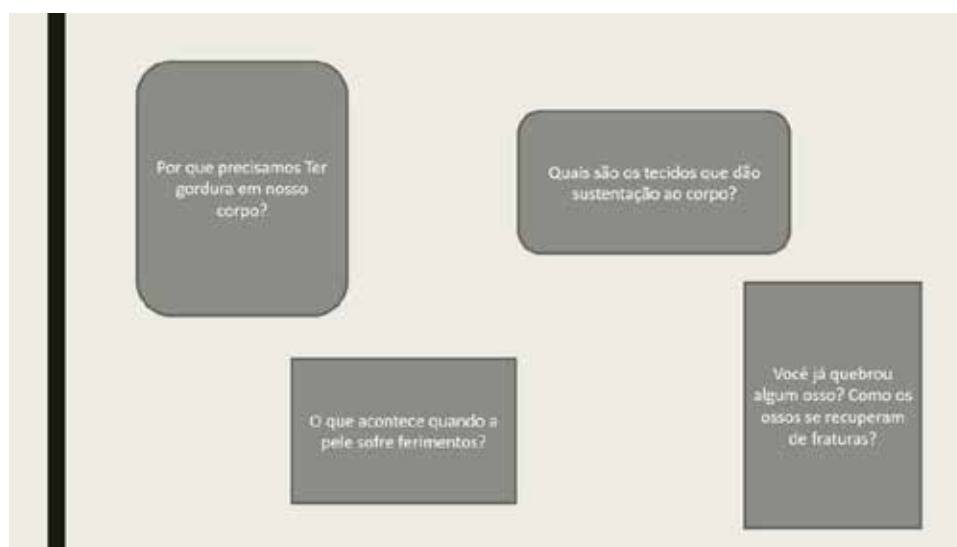 Por que precisamos Ter
gordura em nosso
corpo?
Quais são os tecidos que dão
sustentação ao corpo?
O que acontece quando a
pele sofre ferimentos?
Você já quebrou
algum osso? Como os
ossos se recuperam
de fraturas?